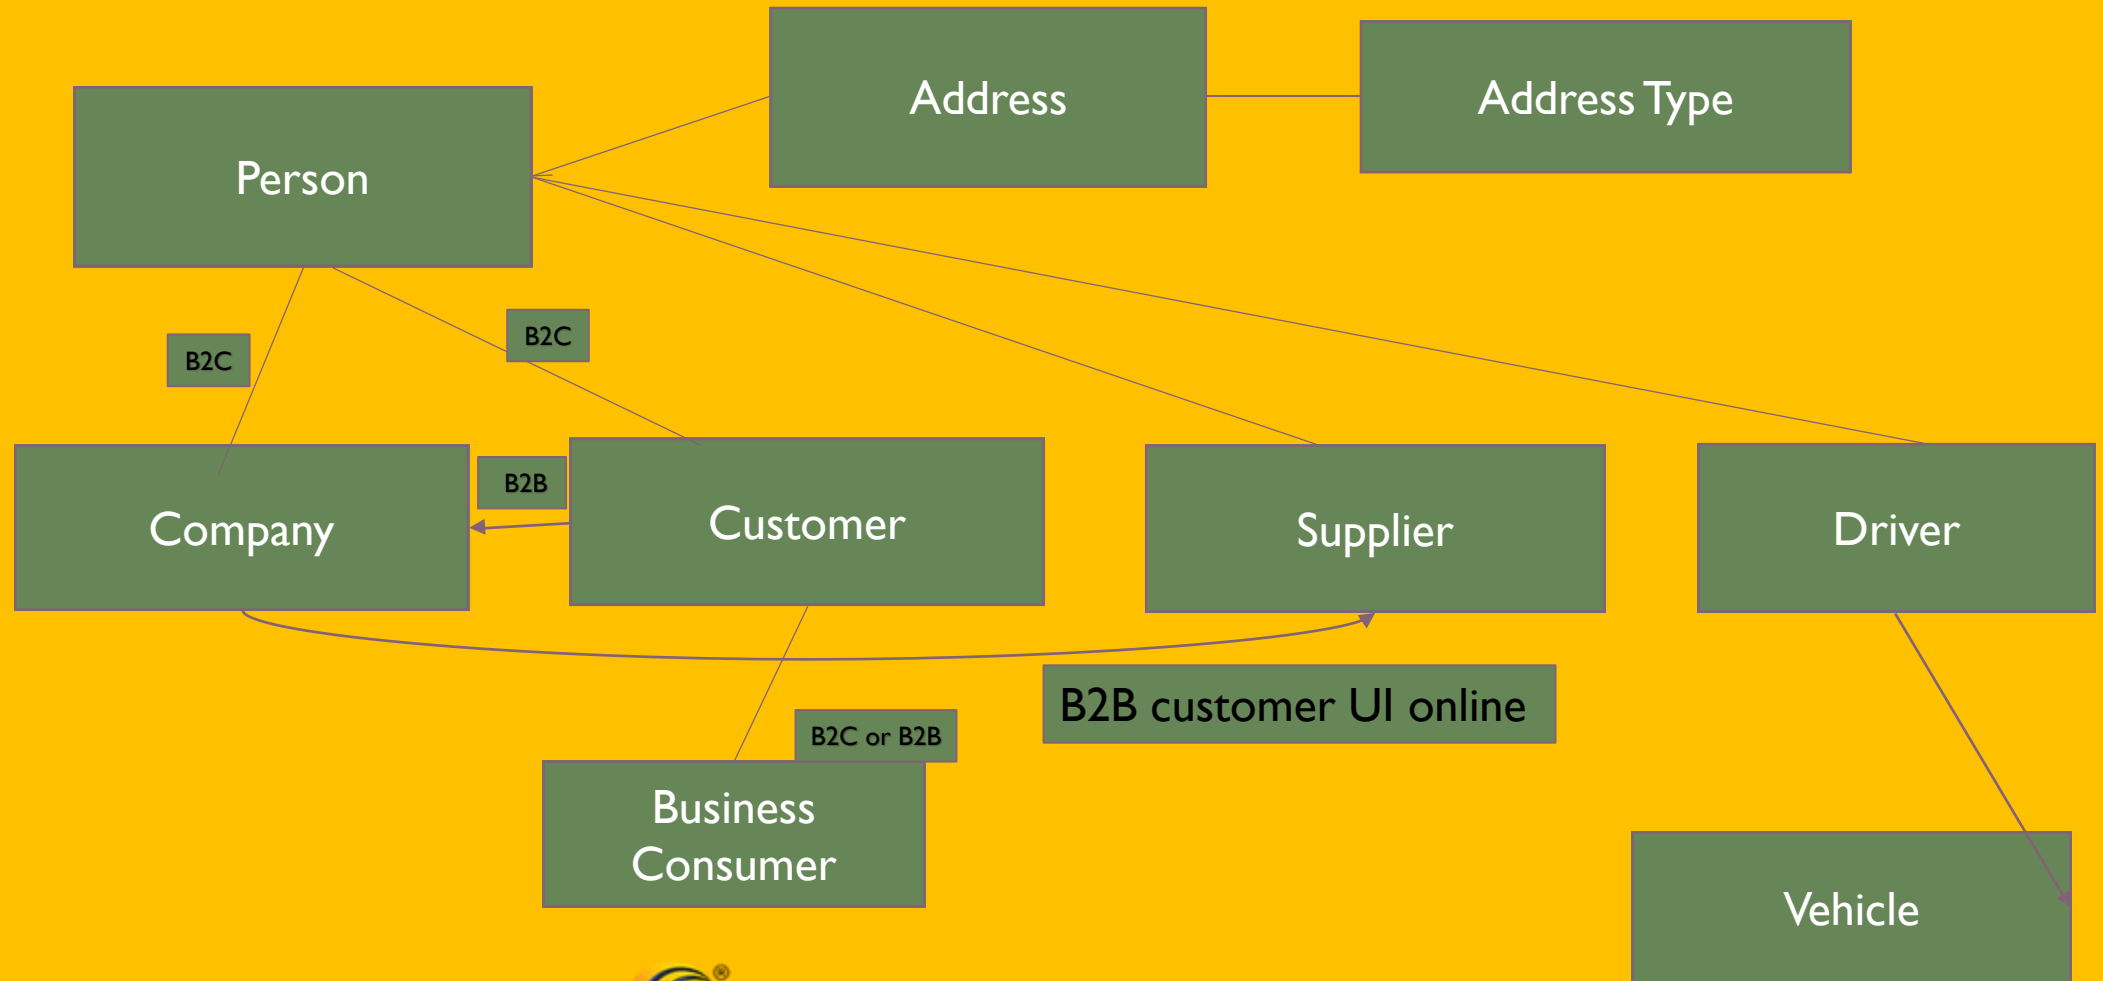 Address
Address Type
Person
B2C
B2C
B2B
Company
Customer
Supplier
Driver
B2B customer UI online
B2C or B2B
Business
Consumer
Vehicle
®